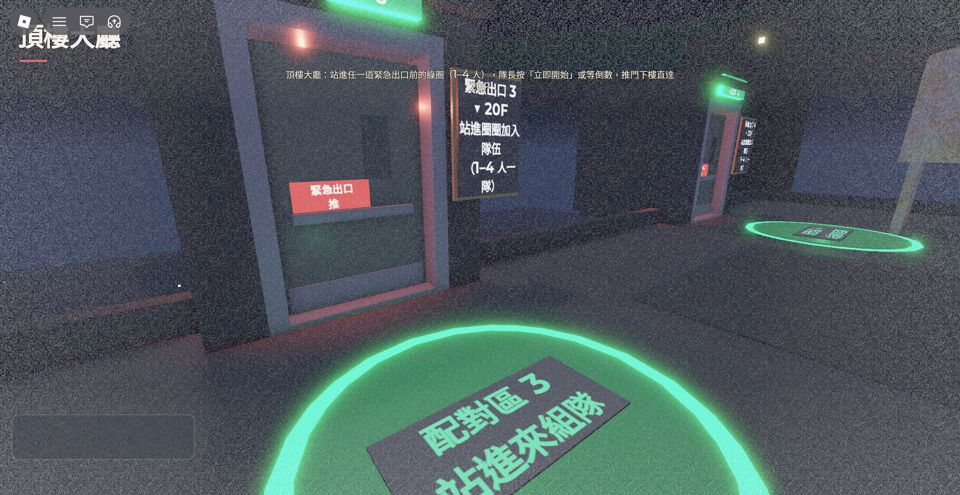 頂樓大廳
頂樓大廳：站進任一道緊急出口前的綠圈（1–4 人），隊長按「立即開始」或等倒數，推門下樓直達
緊急出口 3
▼ 20F
站進圈圈加入
隊伍
（1–4 人一
隊）
緊急出口
推
配對區 3
站進來組隊